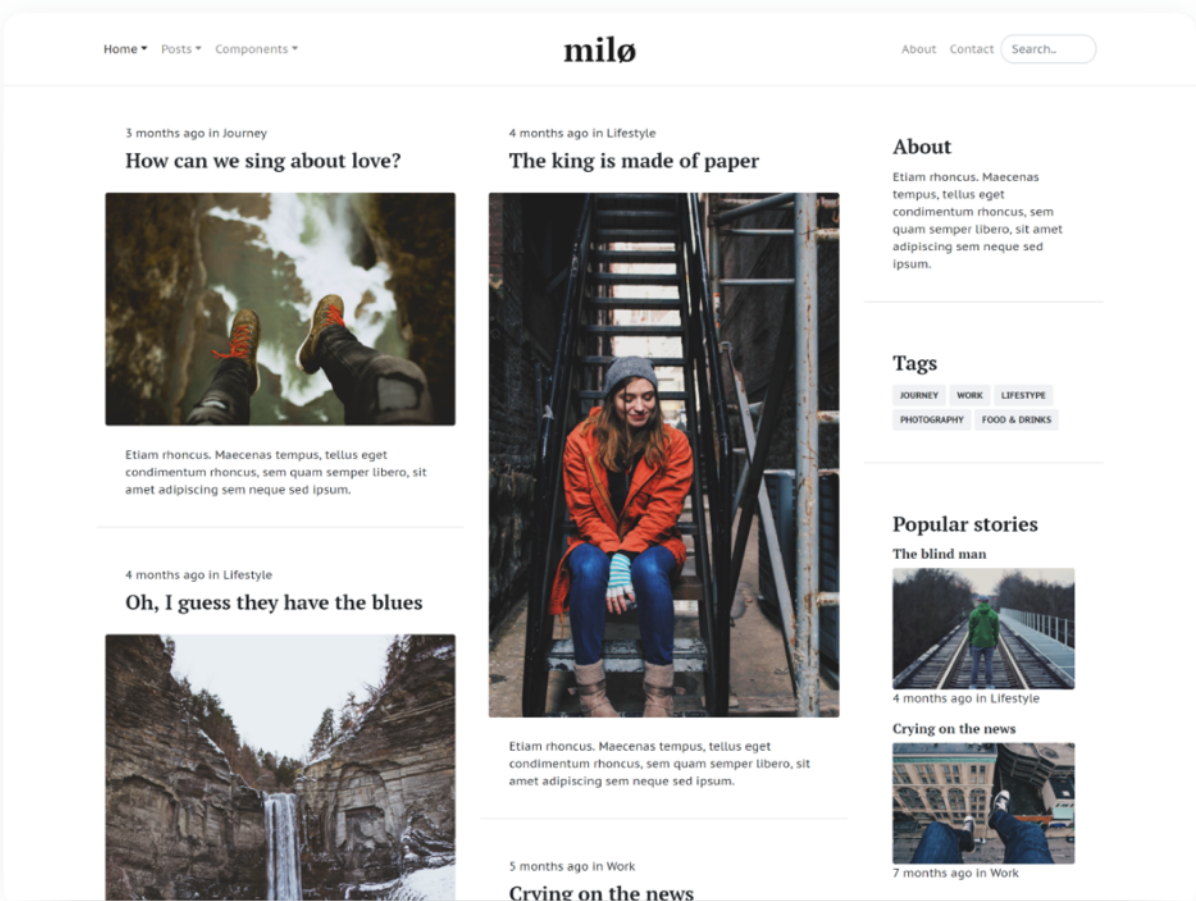 Home Posts Components
milø
About Contact Search..
3 months ago in Journey
How can we sing about love?
Etiam rhoncus. Maecenas tempus, tellus eget
condimentum rhoncus, sem quam semper libero, sit
amet adipiscing sem neque sed ipsum.
4 months ago in Lifestyle
Oh, I guess they have the blues
4 months ago in Lifestyle
The king is made of paper
Etiam rhoncus. Maecenas tempus, tellus eget
condimentum rhoncus, sem quam semper libero, sit
amet adipiscing sem neque sed ipsum.
5 months ago in Work
Crying on the news
About
Etiam rhoncus. Maecenas
tempus, tellus eget
condimentum rhoncus, sem
quam semper libero, sit amet
adipiscing sem neque sed
ipsum.
Tags
JOURNEY WORK LIFESTYPE
PHOTOGRAPHY FOOD & DRINKS
Popular stories
The blind man
4 months ago in Lifestyle
Crying on the news
7 months ago in Work